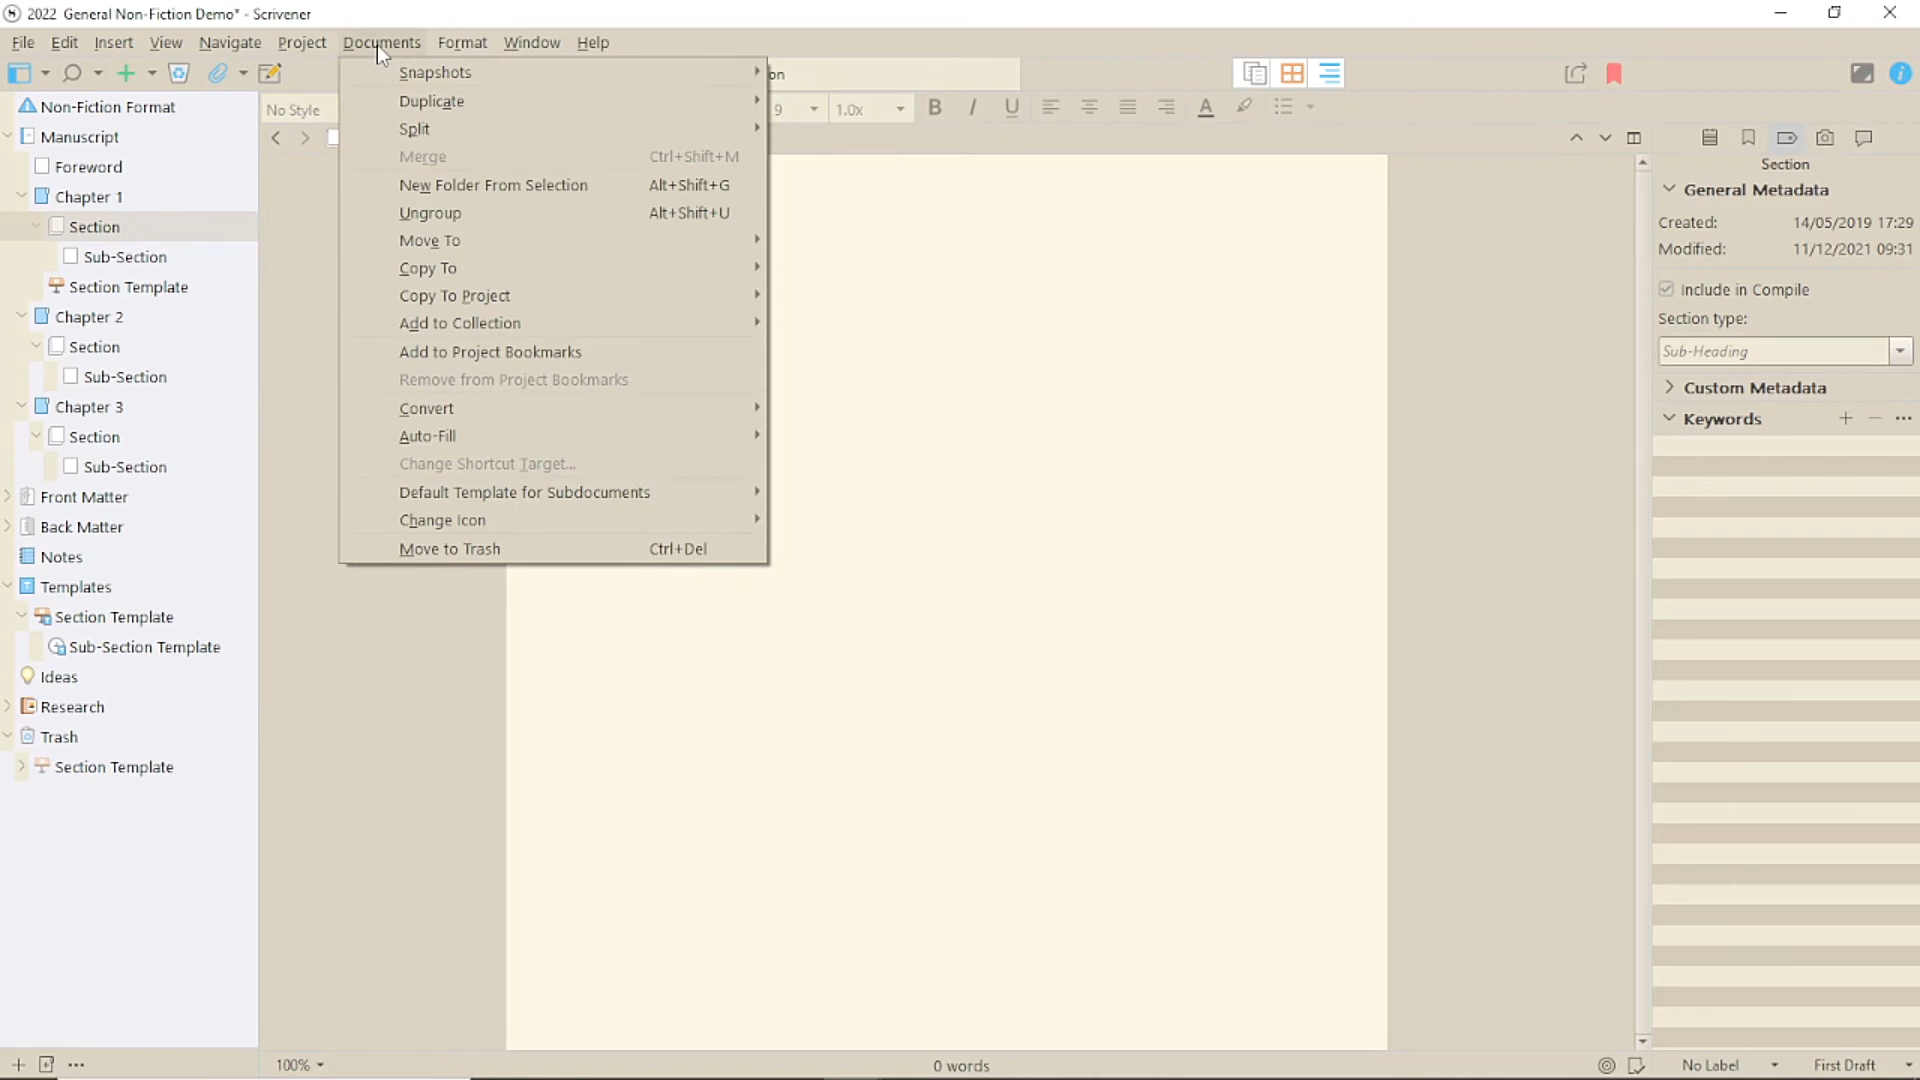 2022 General Non-Fiction Demo* - Scrivener
File Edit Insert View Navigate Project Documents Format Window Help
Snapshots
Duplicate
Split
Merge Ctrl+Shift+M
New Folder From Selection Alt+Shift+G
Ungroup Alt+Shift+U
Move To
Copy To
Copy To Project
Add to Collection
Add to Project Bookmarks
Remove from Project Bookmarks
Convert
Auto-Fill
Change Shortcut Target...
Default Template for Subdocuments
Change Icon
Move to Trash Ctrl+Del
on
No Style
9 1.0x B I U A
Non-Fiction Format
Manuscript
Foreword
Chapter 1
Section
Sub-Section
Section Template
Chapter 2
Section
Sub-Section
Chapter 3
Section
Sub-Section
Front Matter
Back Matter
Notes
Templates
Section Template
Sub-Section Template
Ideas
Research
Trash
Section Template
Section
General Metadata
Created: 14/05/2019 17:29
Modified: 11/12/2021 09:31
Include in Compile
Section type:
Sub-Heading
Custom Metadata
Keywords
100%
0 words
No Label
First Draft